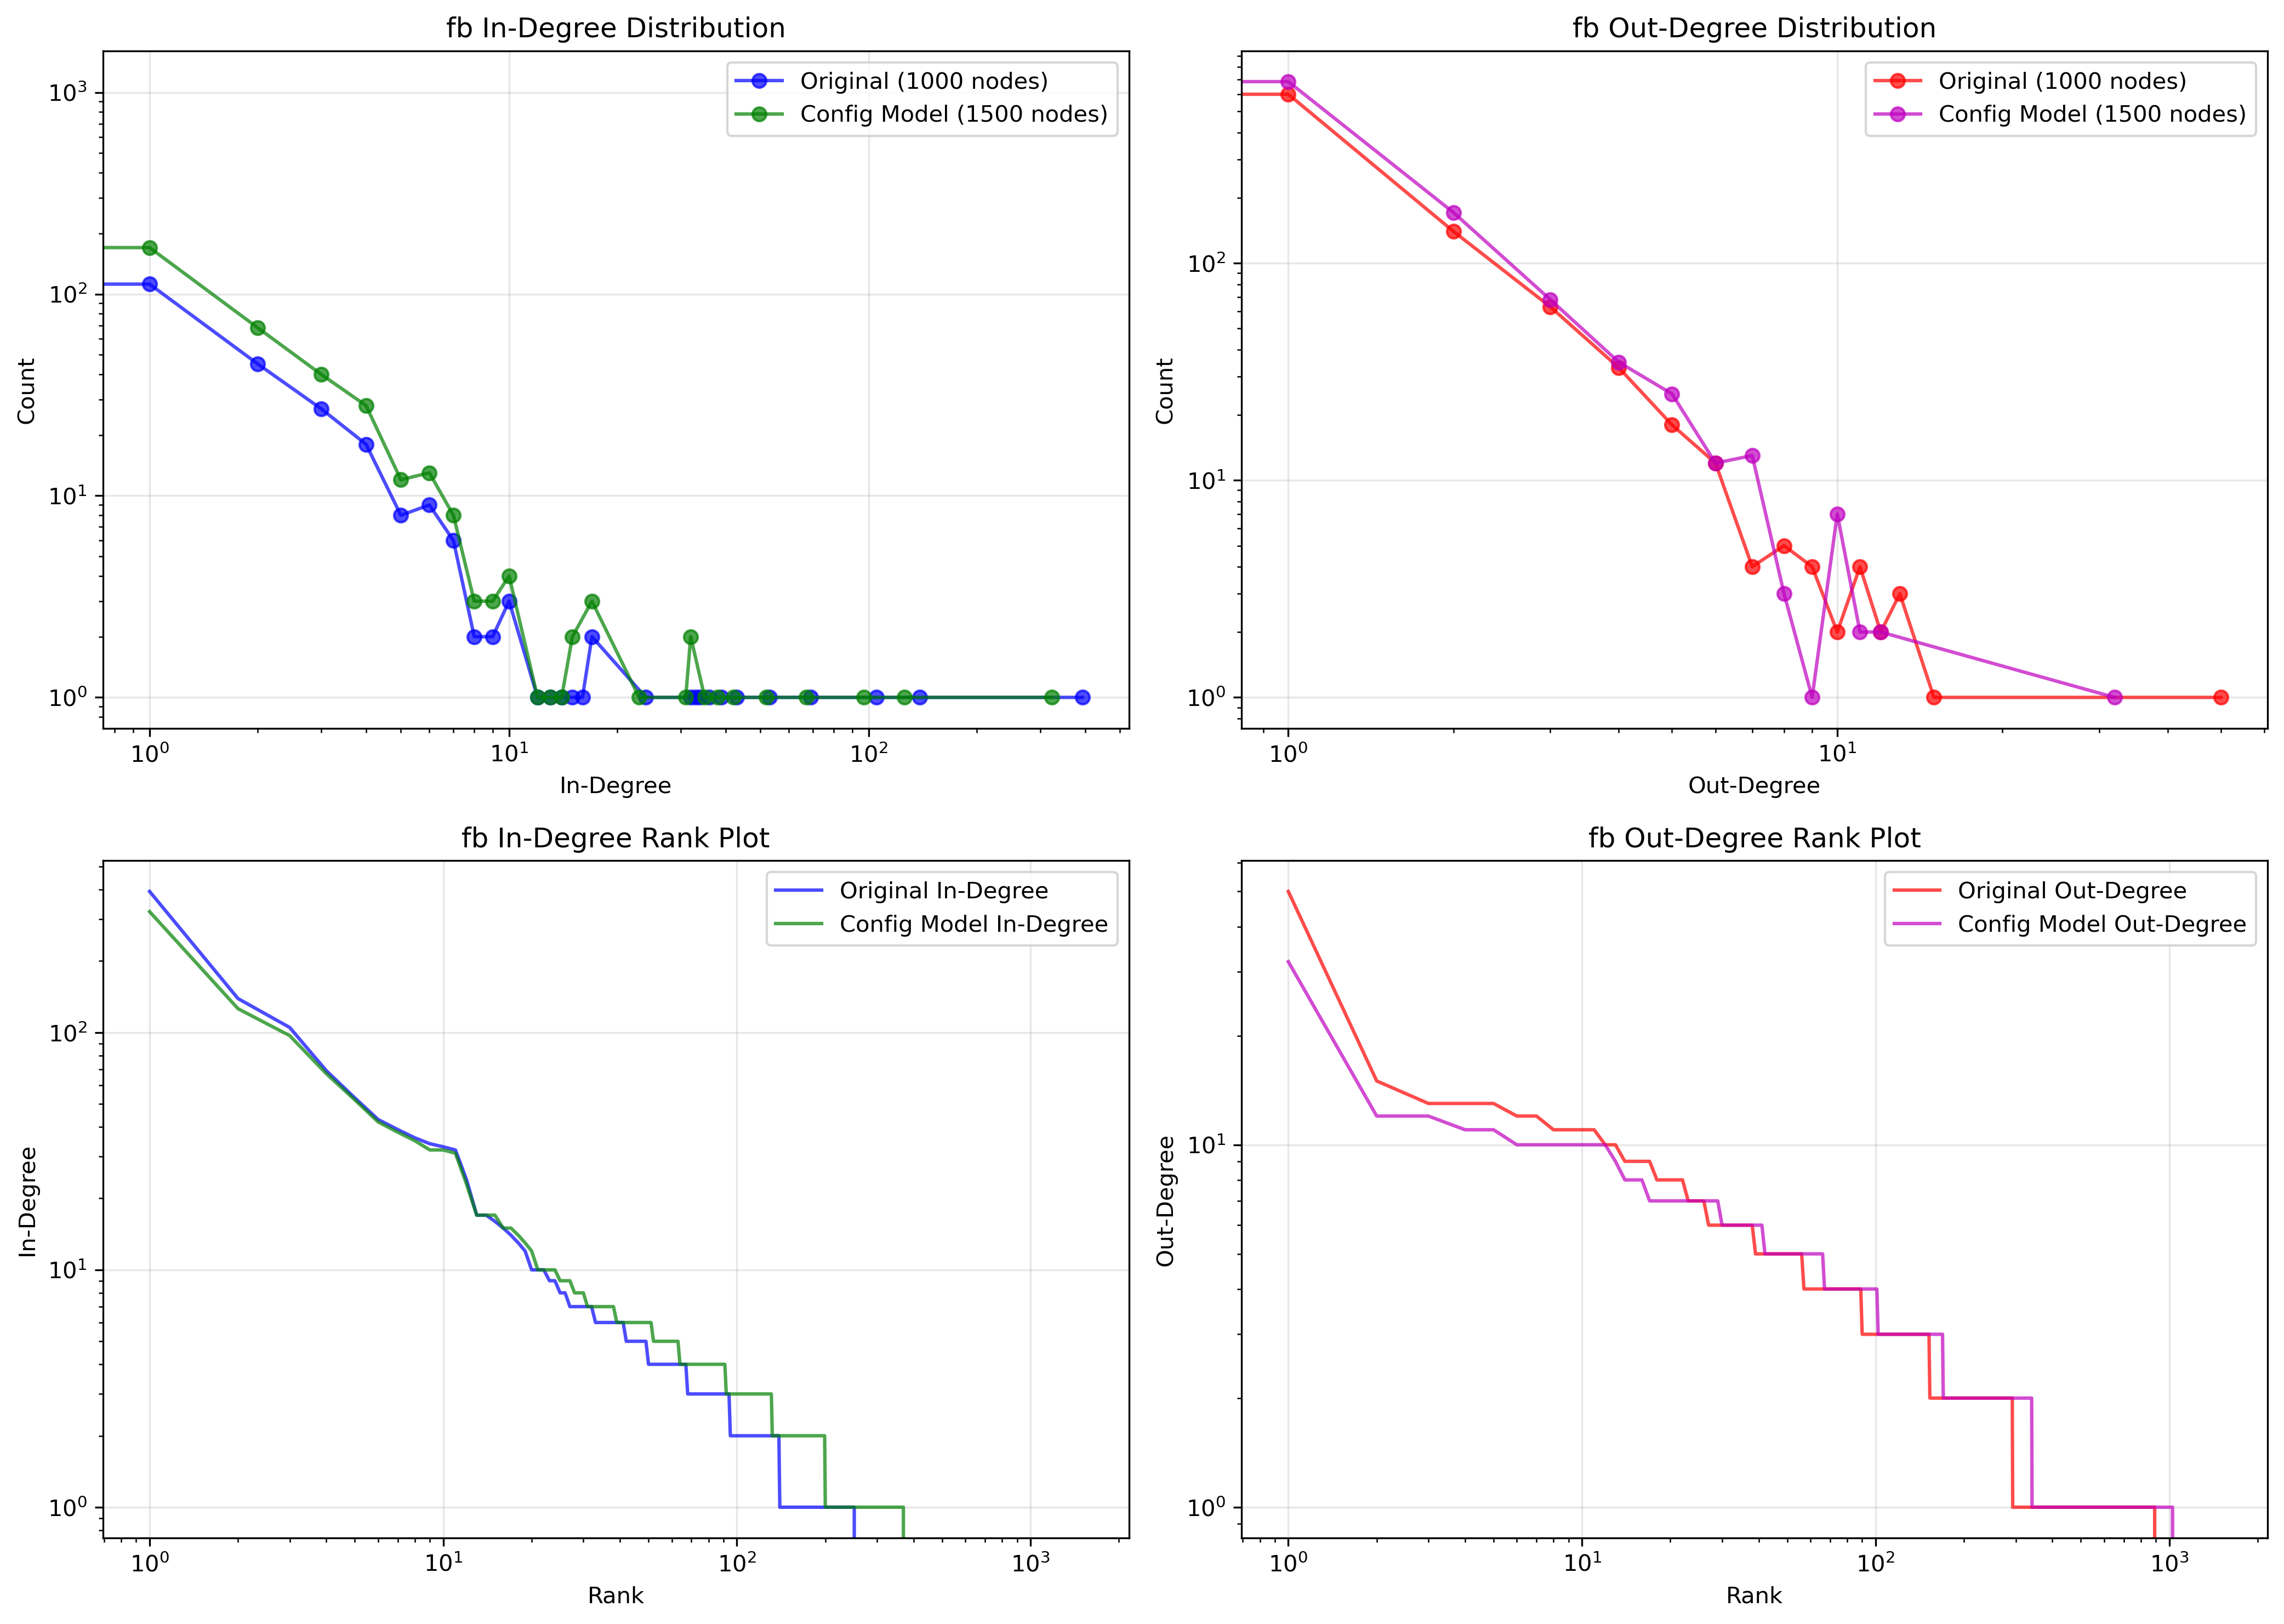 fb In-Degree Distribution
Original (1000 nodes)
Config Model (1500 nodes)
Count
10³
10²
10¹
10⁰
10⁰ 10¹ 10²
In-Degree
fb Out-Degree Distribution
Original (1000 nodes)
Config Model (1500 nodes)
Count
10²
10¹
10⁰
10⁰ 10¹
Out-Degree
fb In-Degree Rank Plot
Original In-Degree
Config Model In-Degree
In-Degree
10²
10¹
10⁰
10⁰ 10¹ 10² 10³
Rank
fb Out-Degree Rank Plot
Original Out-Degree
Config Model Out-Degree
Out-Degree
10¹
10⁰
10⁰ 10¹ 10² 10³
Rank